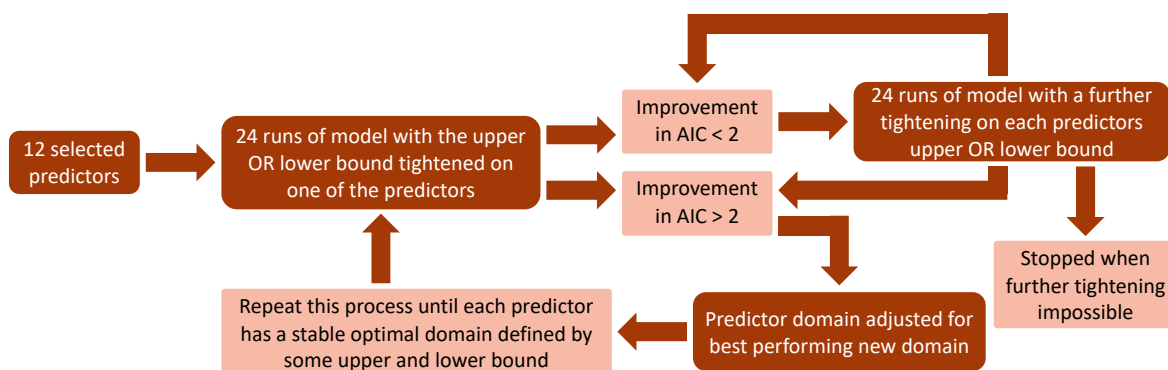 12 selected
predictors
24 runs of model with the upper
OR lower bound tightened on
one of the predictors
Improvement
in AIC < 2
Improvement
in AIC > 2
24 runs of model with a further
tightening on each predictors
upper OR lower bound
Stopped when
further tightening
impossible
Predictor domain adjusted for
best performing new domain
Repeat this process until each predictor
has a stable optimal domain defined by
some upper and lower bound